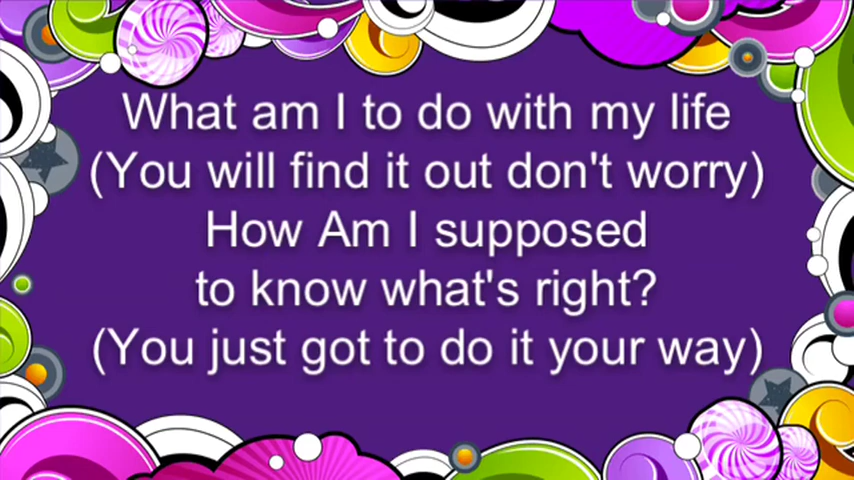 What am I to do with my life
(You will find it out don't worry)
How Am I supposed
to know what's right?
(You just got to do it your way)